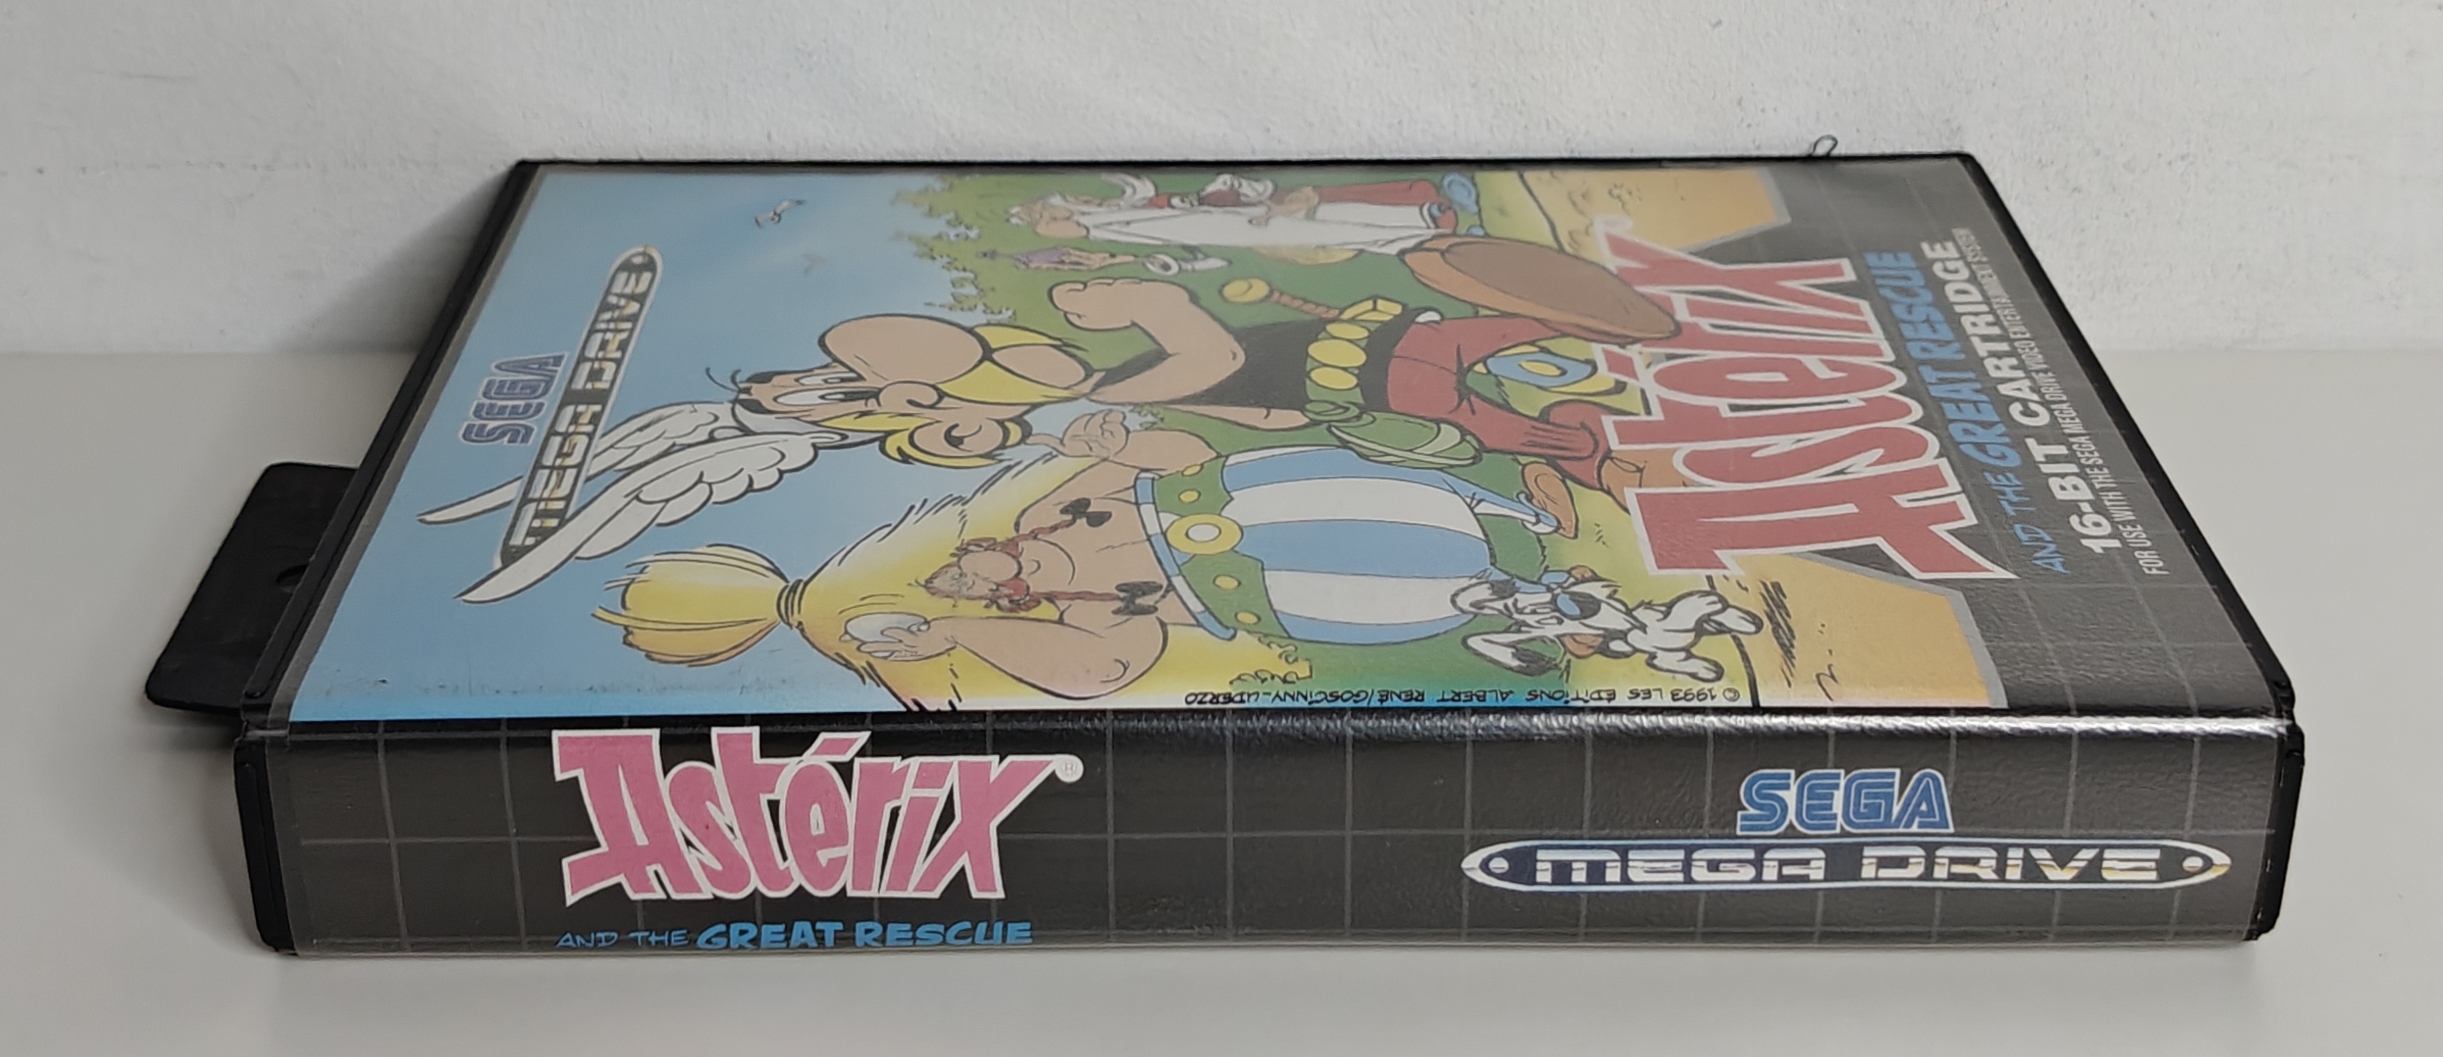 SEGA
MEGA DRIVE
Astérix®
AND THE GREAT RESCUE
16-BIT CARTRIDGE
FOR USE WITH THE SEGA MEGA DRIVE VIDEO ENTERTAINMENT SYSTEM
© 1993 LES EDITIONS ALBERT RENÉ/GOSCINNY-UDERZO
Astérix®
AND THE GREAT RESCUE
SEGA
MEGA DRIVE